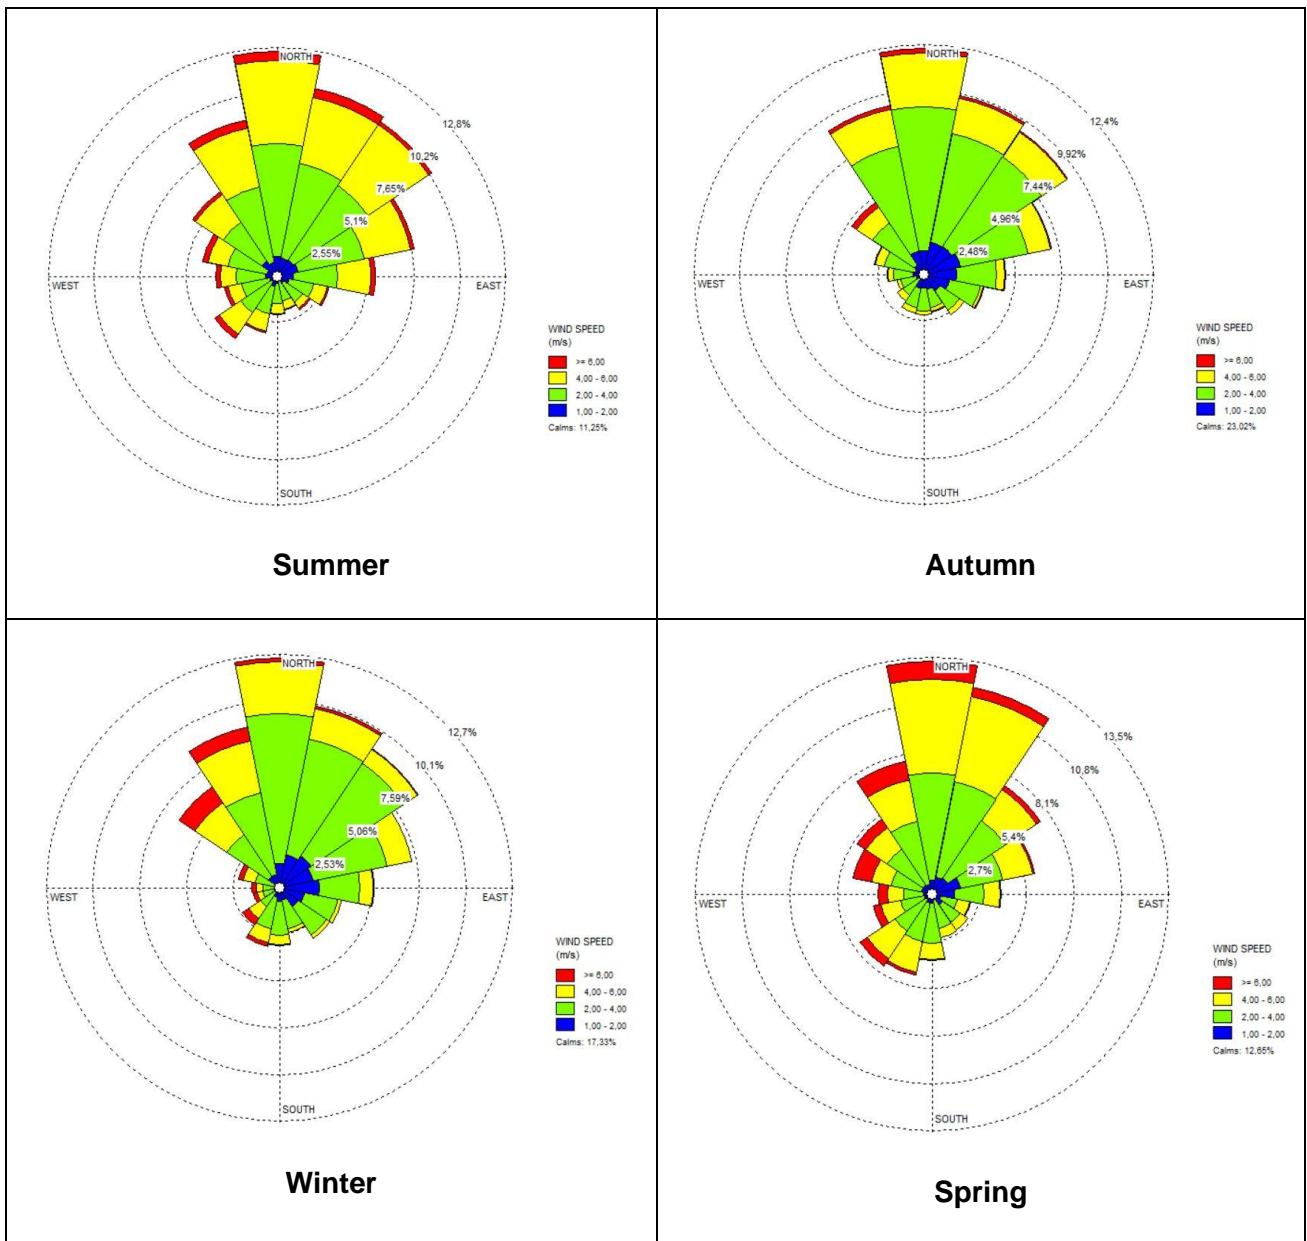 NORTH
12,8%
10,2%
7,65%
5,1%
2,55%
WEST
EAST
SOUTH
WIND SPEED
(m/s)
>= 6,00
4,00 - 6,00
2,00 - 4,00
1,00 - 2,00
Calms: 11,25%
Summer
NORTH
12,4%
9,92%
7,44%
4,96%
2,48%
WEST
EAST
SOUTH
WIND SPEED
(m/s)
>= 6,00
4,00 - 6,00
2,00 - 4,00
1,00 - 2,00
Calms: 23,02%
Autumn
NORTH
12,7%
10,1%
7,59%
5,06%
2,53%
WEST
EAST
SOUTH
WIND SPEED
(m/s)
>= 6,00
4,00 - 6,00
2,00 - 4,00
1,00 - 2,00
Calms: 17,33%
Winter
NORTH
13,5%
10,8%
8,1%
5,4%
2,7%
WEST
EAST
SOUTH
WIND SPEED
(m/s)
>= 6,00
4,00 - 6,00
2,00 - 4,00
1,00 - 2,00
Calms: 12,65%
Spring